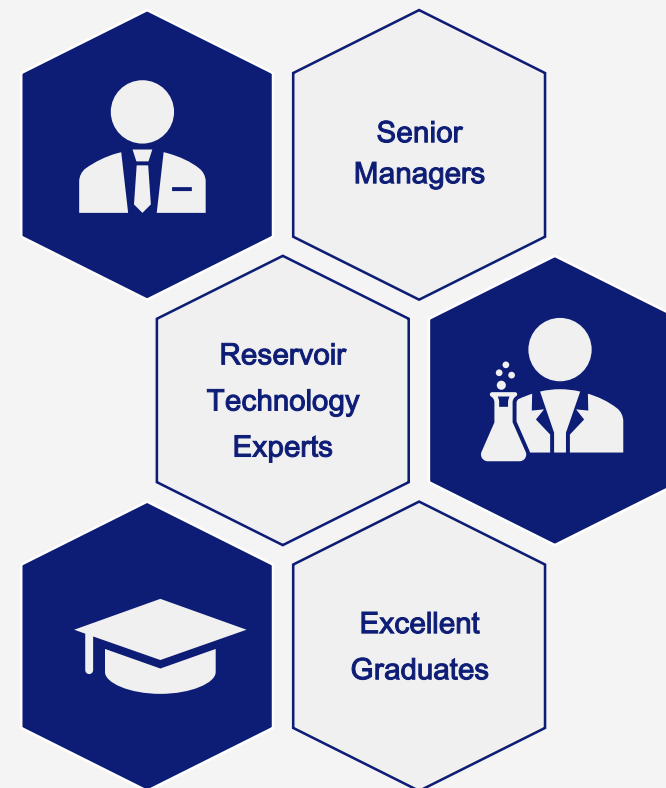 Senior
Managers
Reservoir
Technology
Experts
Excellent
Graduates